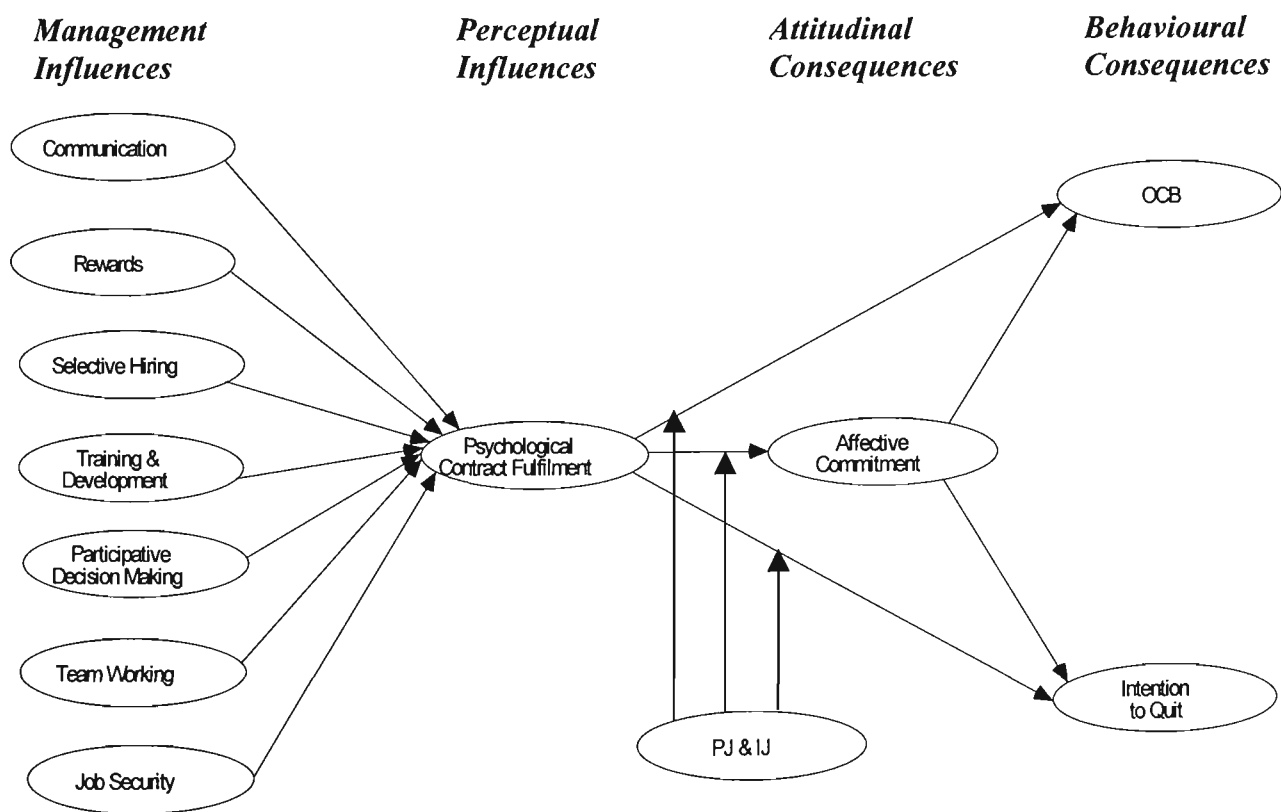 Management
Influences
Perceptual
Influences
Attitudinal
Consequences
Behavioural
Consequences
Communication
Rewards
Selective Hiring
Training &
Development
Participative
Decision Making
Team Working
Job Security
Psychological
Contract Fulfilment
PJ & IJ
Affective
Commitment
OCB
Intention
to Quit